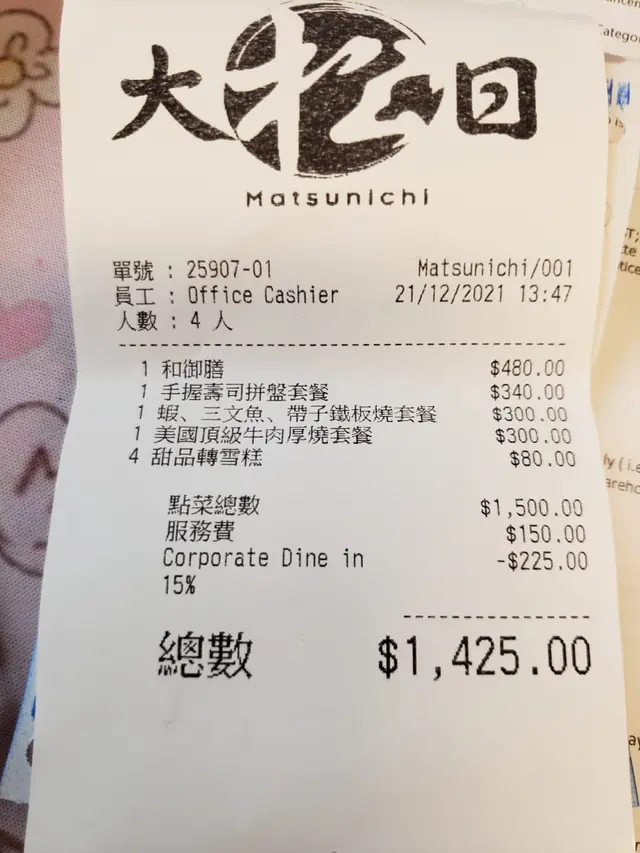 大松日
Matsunichi
單號 : 25907-01 Matsunichi/001
員工 : Office Cashier 21/12/2021 13:47
人數 : 4 人
1 和御膳 $480.00
1 手握壽司拼盤套餐 $340.00
1 蝦、三文魚、帶子鐵板燒套餐 $300.00
1 美國頂級牛肉厚燒套餐 $300.00
4 甜品轉雪糕 $80.00
點菜總數 $1,500.00
服務費 $150.00
Corporate Dine in -$225.00
15%
總數 $1,425.00